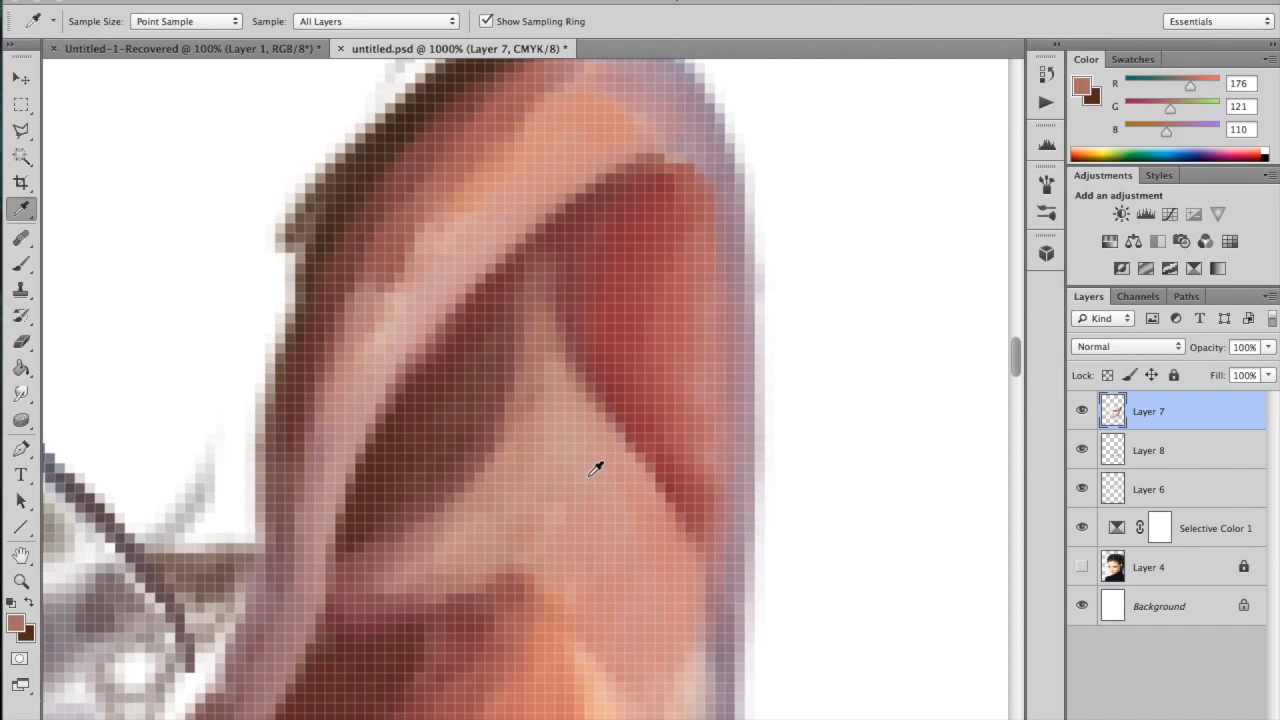 Sample Size: Point Sample Sample: All Layers Show Sampling Ring Essentials
× Untitled-1-Recovered @ 100% (Layer 1, RGB/8*) * × untitled.psd @ 1000% (Layer 7, CMYK/8) *
Color Swatches
R 176
G 121
B 110
Adjustments Styles
Add an adjustment
Layers Channels Paths
Kind
Normal Opacity: 100%
Lock: Fill: 100%
Layer 7
Layer 8
Layer 6
Selective Color 1
Layer 4
Background